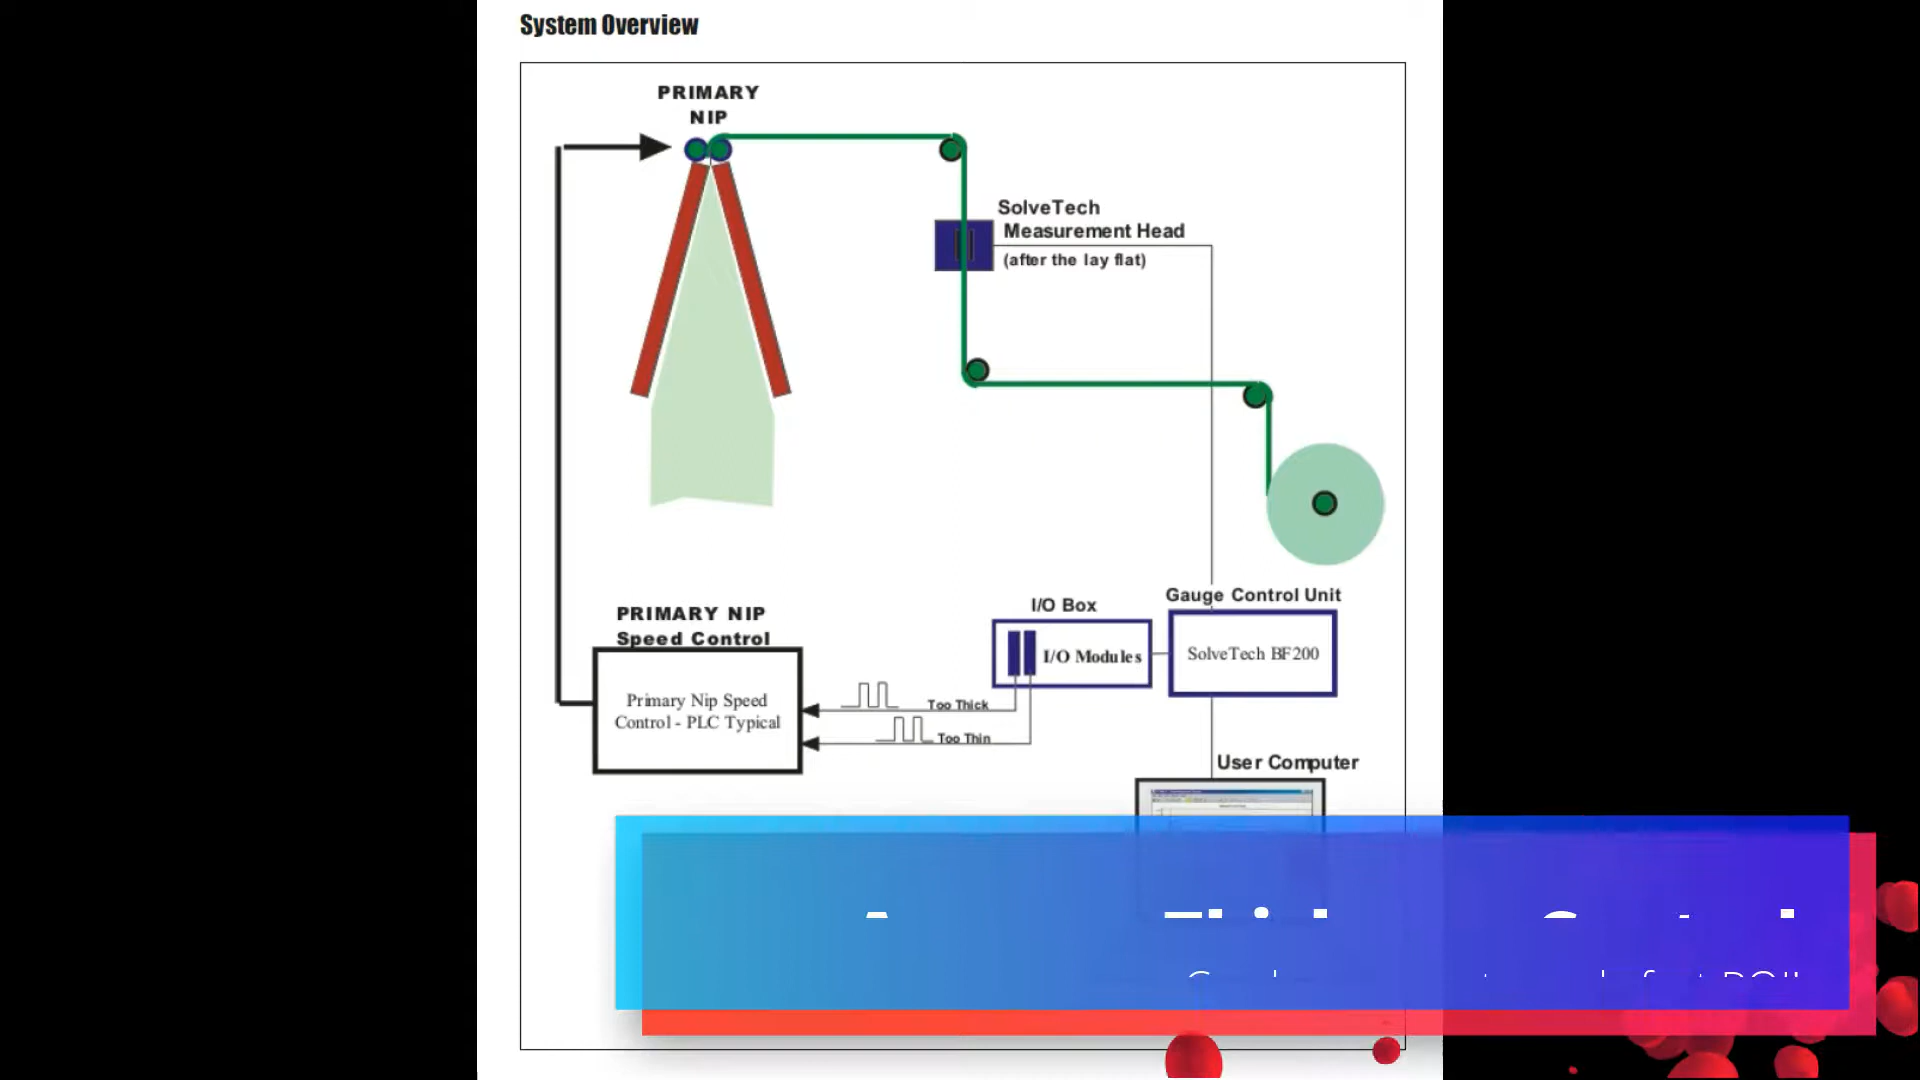 System Overview
PRIMARY
NIP
SolveTech
Measurement Head
(after the lay flat)
PRIMARY NIP
Speed Control
Primary Nip Speed
Control - PLC Typical
I/O Box
I/O Modules
Gauge Control Unit
SolveTech BF200
Too Thick
Too Thin
User Computer